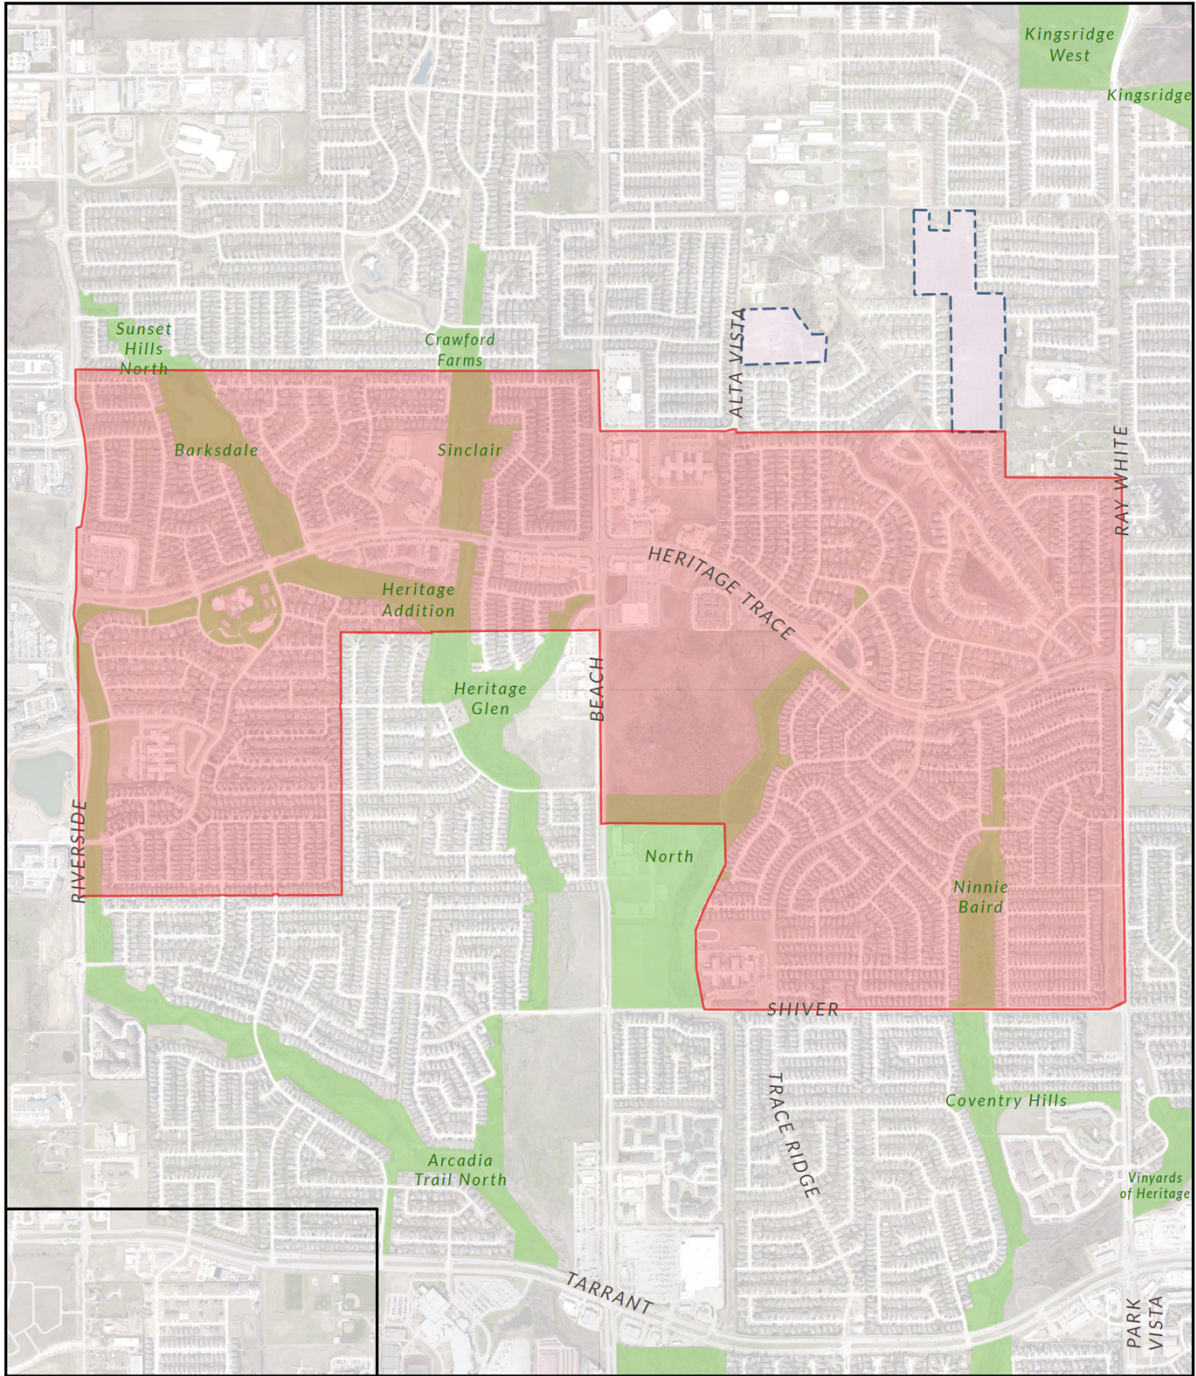 Kingsridge
West
Kingsridge
Sunset
Hills
North
Crawford
Farms
ALTA VISTA
Barksdale
Sinclair
RAY WHITE
HERITAGE TRACE
Heritage
Addition
Heritage
Glen
BEACH
RIVERSIDE
North
Ninnie
Baird
SHIVER
TRACE RIDGE
Coventry Hills
Arcadia
Trail North
Vinyards
of Heritage
TARRANT
PARK
VISTA